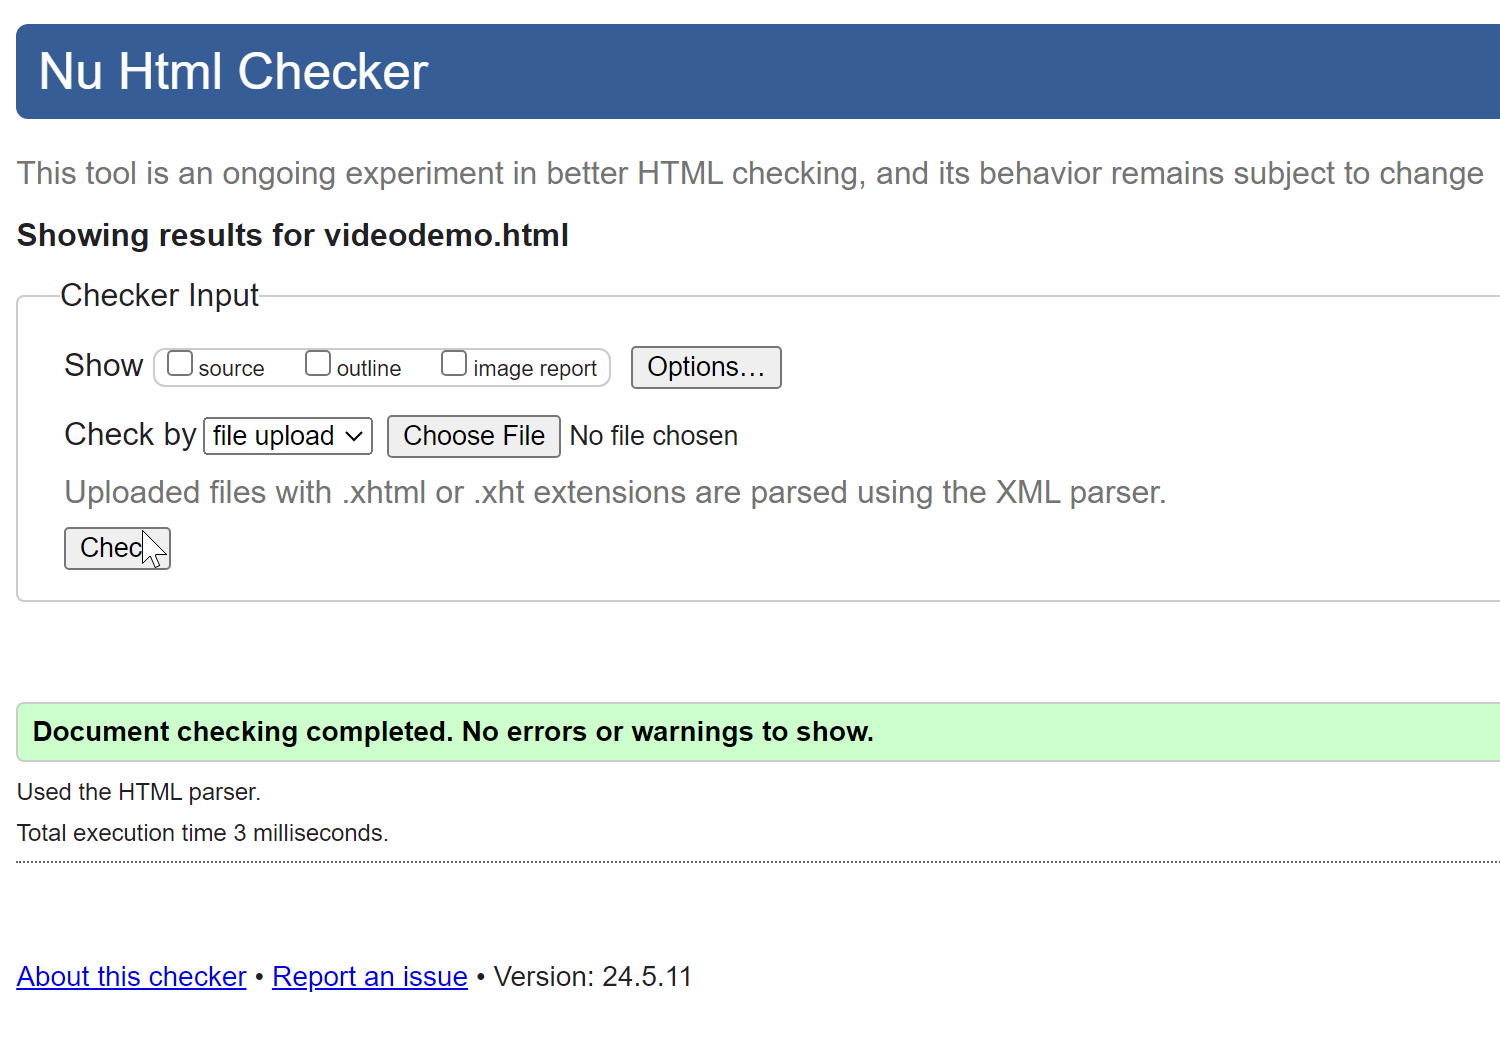 Nu Html Checker
This tool is an ongoing experiment in better HTML checking, and its behavior remains subject to change
Showing results for videodemo.html
Checker Input
Show source outline image report Options…
Check by file upload Choose File No file chosen
Uploaded files with .xhtml or .xht extensions are parsed using the XML parser.
Chec
Document checking completed. No errors or warnings to show.
Used the HTML parser.
Total execution time 3 milliseconds.
About this checker • Report an issue • Version: 24.5.11